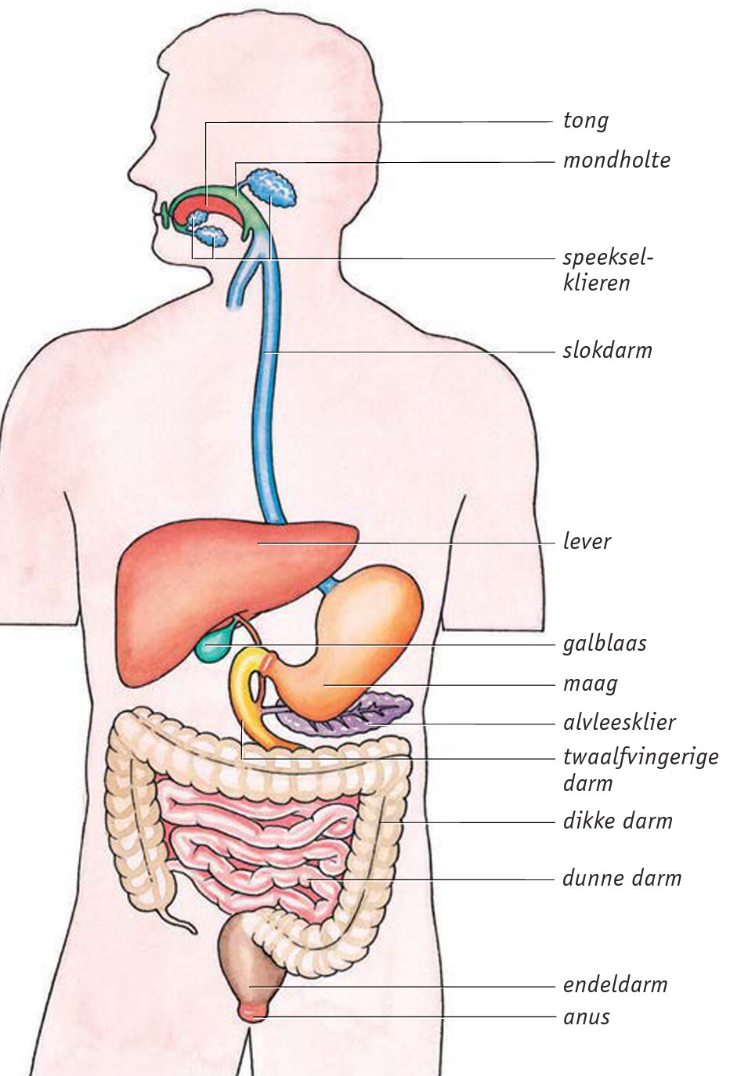 tong
mondholte
speeksel-
klieren
slokdarm
lever
galblaas
maag
alvleesklier
twaalfvingerige
darm
dikke darm
dunne darm
endeldarm
anus